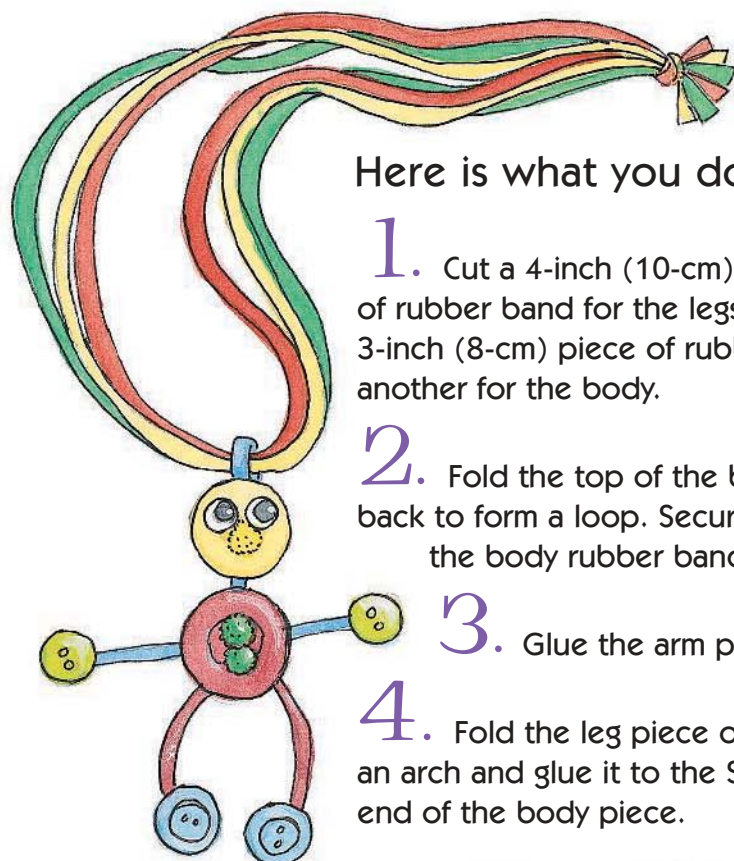 Here is what you do
1. Cut a 4-inch (10-cm)
of rubber band for the legs
3-inch (8-cm) piece of
another for the body.
2. Fold the top of the
back to form a loop.
the body rubber band
3. Glue the arm
4. Fold the leg piece
an arch and glue it to the
end of the body piece.